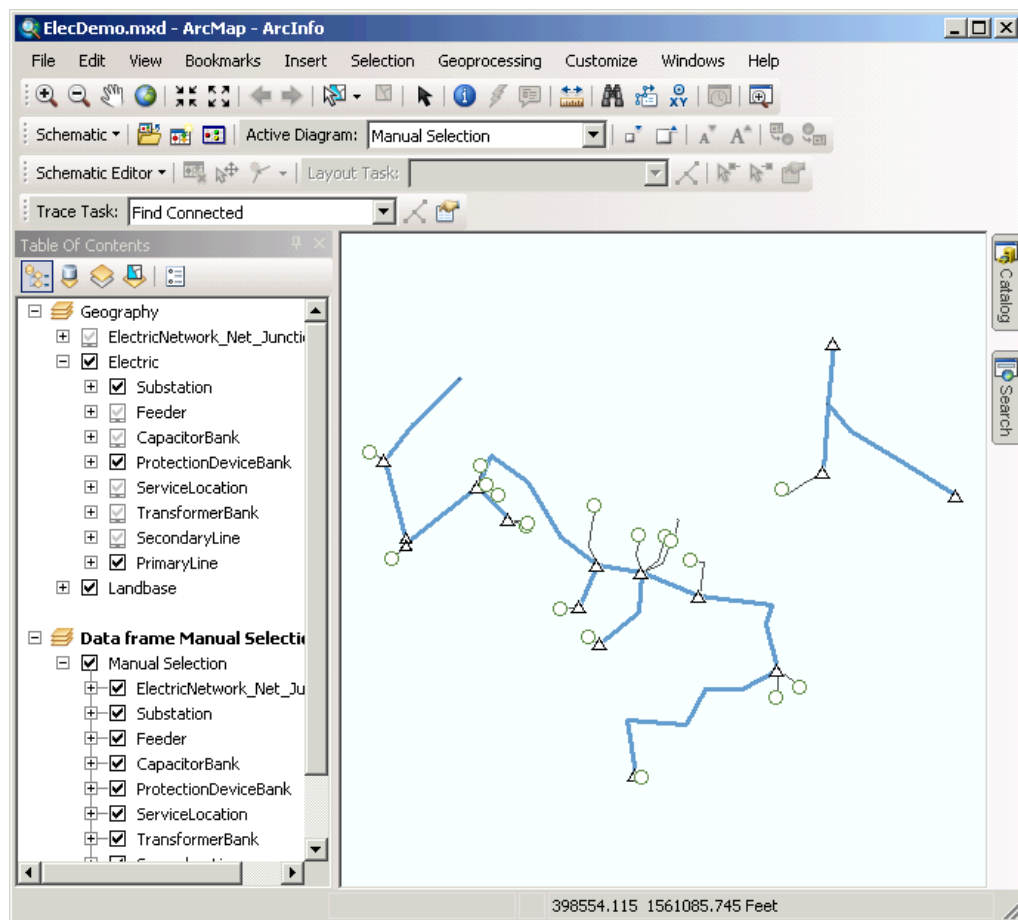 ElecDemo.mxd - ArcMap - ArcInfo
File Edit View Bookmarks Insert Selection Geoprocessing Customize Windows Help
XY
Schematic Active Diagram: Manual Selection A A
Schematic Editor Layout Task:
Trace Task: Find Connected
Table Of Contents
Geography
ElectricNetwork_Net_Juncti
Electric
Substation
Feeder
CapacitorBank
ProtectionDeviceBank
ServiceLocation
TransformerBank
SecondaryLine
PrimaryLine
Landbase
Data frame Manual Selecti
Manual Selection
ElectricNetwork_Net_Ju
Substation
Feeder
CapacitorBank
ProtectionDeviceBank
ServiceLocation
TransformerBank
Catalog
Search
398554.115 1561085.745 Feet